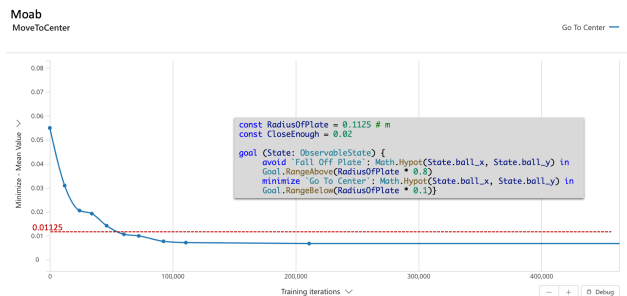 Moab
MoveToCenter
Go To Center
0.08
0.07
0.06
0.05
0.04
0.03
0.02
0.01125
0.01
0
Minimize - Mean Value
const RadiusOfPlate = 0.1125 # m
const CloseEnough = 0.02
goal (State: ObservableState) {
avoid `Fall Off Plate`: Math.Hypot(State.ball_x, State.ball_y) in
Goal.RangeAbove(RadiusOfPlate * 0.8)
minimize `Go To Center`: Math.Hypot(State.ball_x, State.ball_y) in
Goal.RangeBelow(RadiusOfPlate * 0.1)}
0
100,000
200,000
300,000
400,000
Training iterations
− + Debug